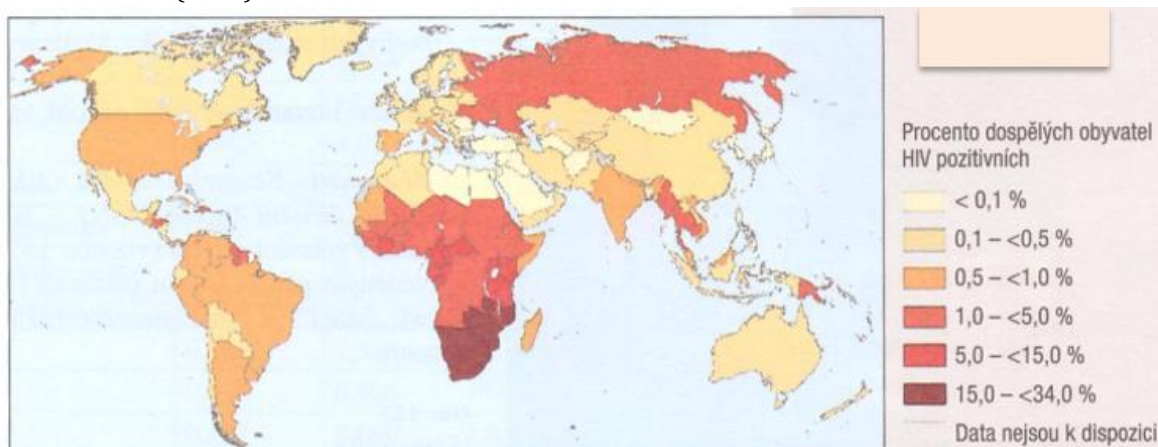 Procento dospělých obyvatel
HIV pozitivních
< 0,1 %
0,1 – <0,5 %
0,5 – <1,0 %
1,0 – <5,0 %
5,0 – <15,0 %
15,0 – <34,0 %
Data nejsou k dispozici